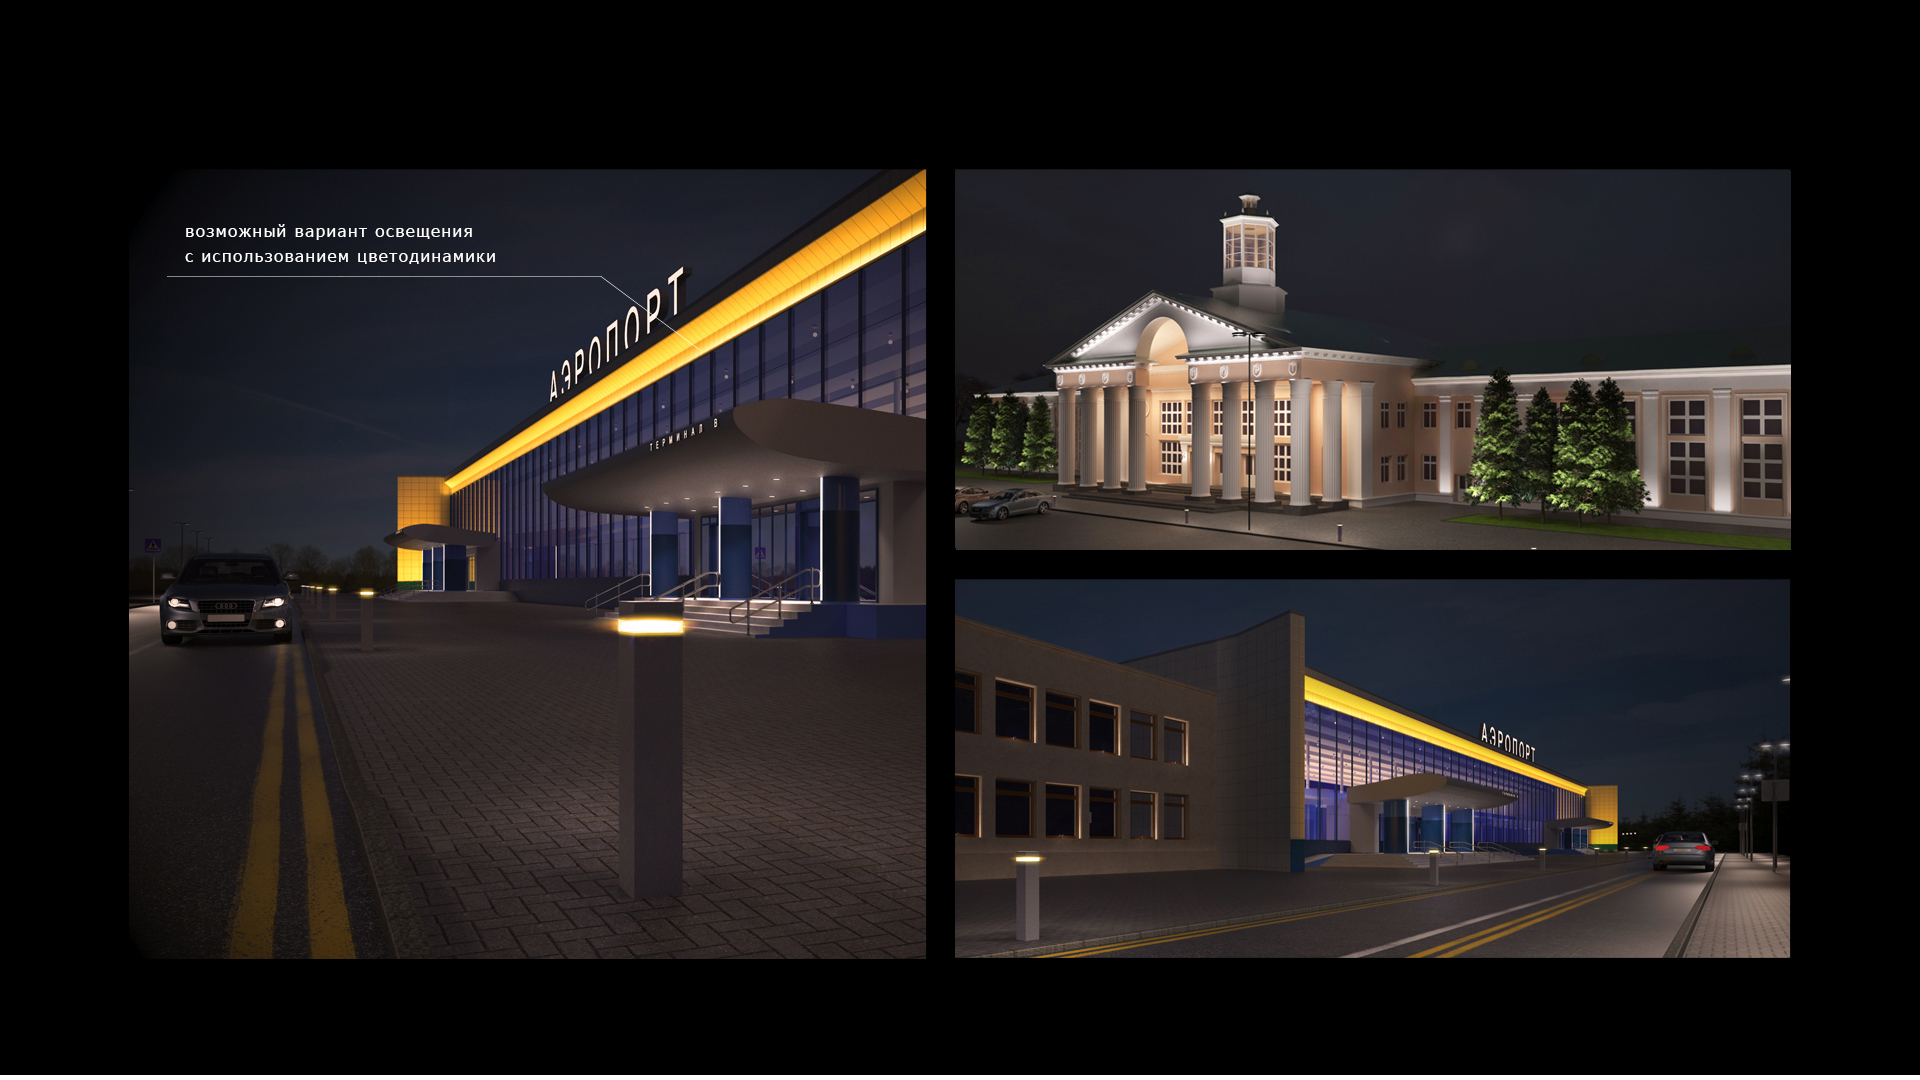 возможный вариант освещения
с использованием цветодинамики
АЭРОПОРТ
ТЕРМИНАЛ В
АЭРОПОРТ